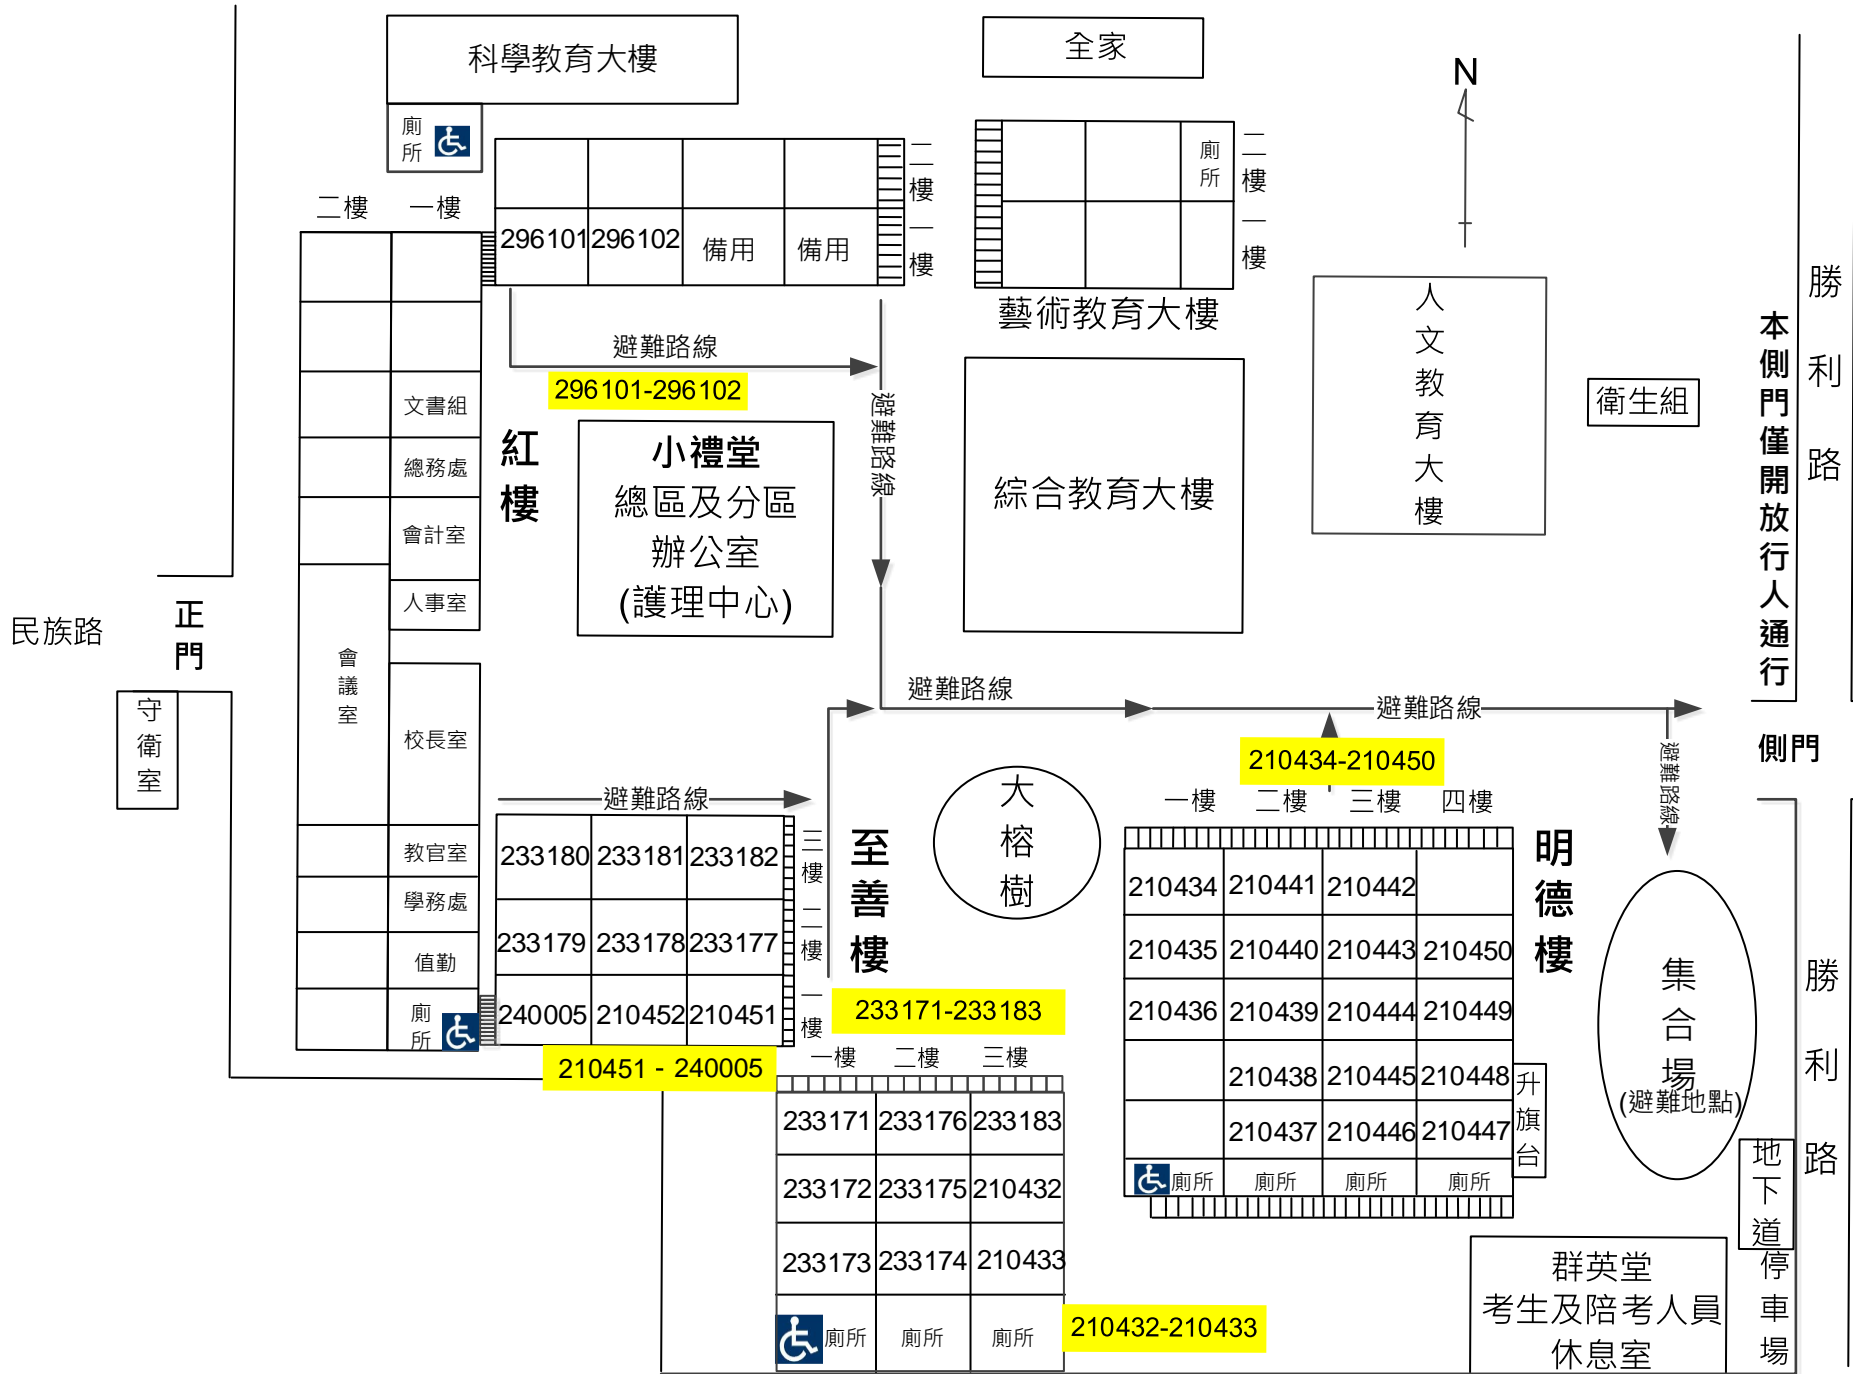 科學教育大樓
全家
N
廁所
二樓
一樓
廁所
二樓
一樓
二樓 一樓
296101 296102 備用 備用
藝術教育大樓
避難路線
296101-296102
避難路線
文書組
總務處
會計室
人事室
會議室
校長室
教官室
學務處
值勤
廁所
紅樓
小禮堂
總區及分區
辦公室
(護理中心)
綜合教育大樓
人文教育大樓
衛生組
本側門僅開放行人通行
勝利路
民族路
正門
守衛室
避難路線
避難路線
側門
避難路線
210434-210450
避難路線
233180 233181 233182
233179 233178 233177
240005 210452 210451
三樓
二樓
一樓
至善樓
大榕樹
233171-233183
210451 - 240005
一樓 二樓 三樓
233171 233176 233183
233172 233175 210432
233173 233174 210433
廁所 廁所 廁所
210432-210433
一樓 二樓 三樓 四樓
210434 210441 210442
210435 210440 210443 210450
210436 210439 210444 210449
210438 210445 210448
210437 210446 210447
廁所 廁所 廁所 廁所
明德樓
升旗台
集合場
(避難地點)
勝利路
地下道
停車場
群英堂
考生及陪考人員
休息室